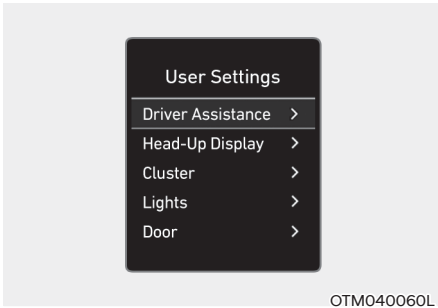 User Settings
Driver Assistance >
Head-Up Display >
Cluster >
Lights >
Door >
OTM040060L